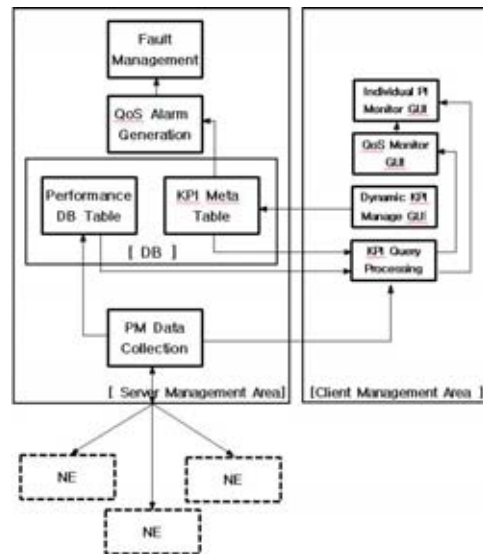 Fault
Management
QoS Alarm
Generation
Performance
DB Table
KPI Meta
Table
[ DB ]
PM Data
Collection
[ Server Management Area]
Individual PI
Monitor GUI
QoS Monitor
GUI
Dynamic KPI
Manage GUI
KPI Query
Processing
[Client Management Area ]
NE
NE
NE